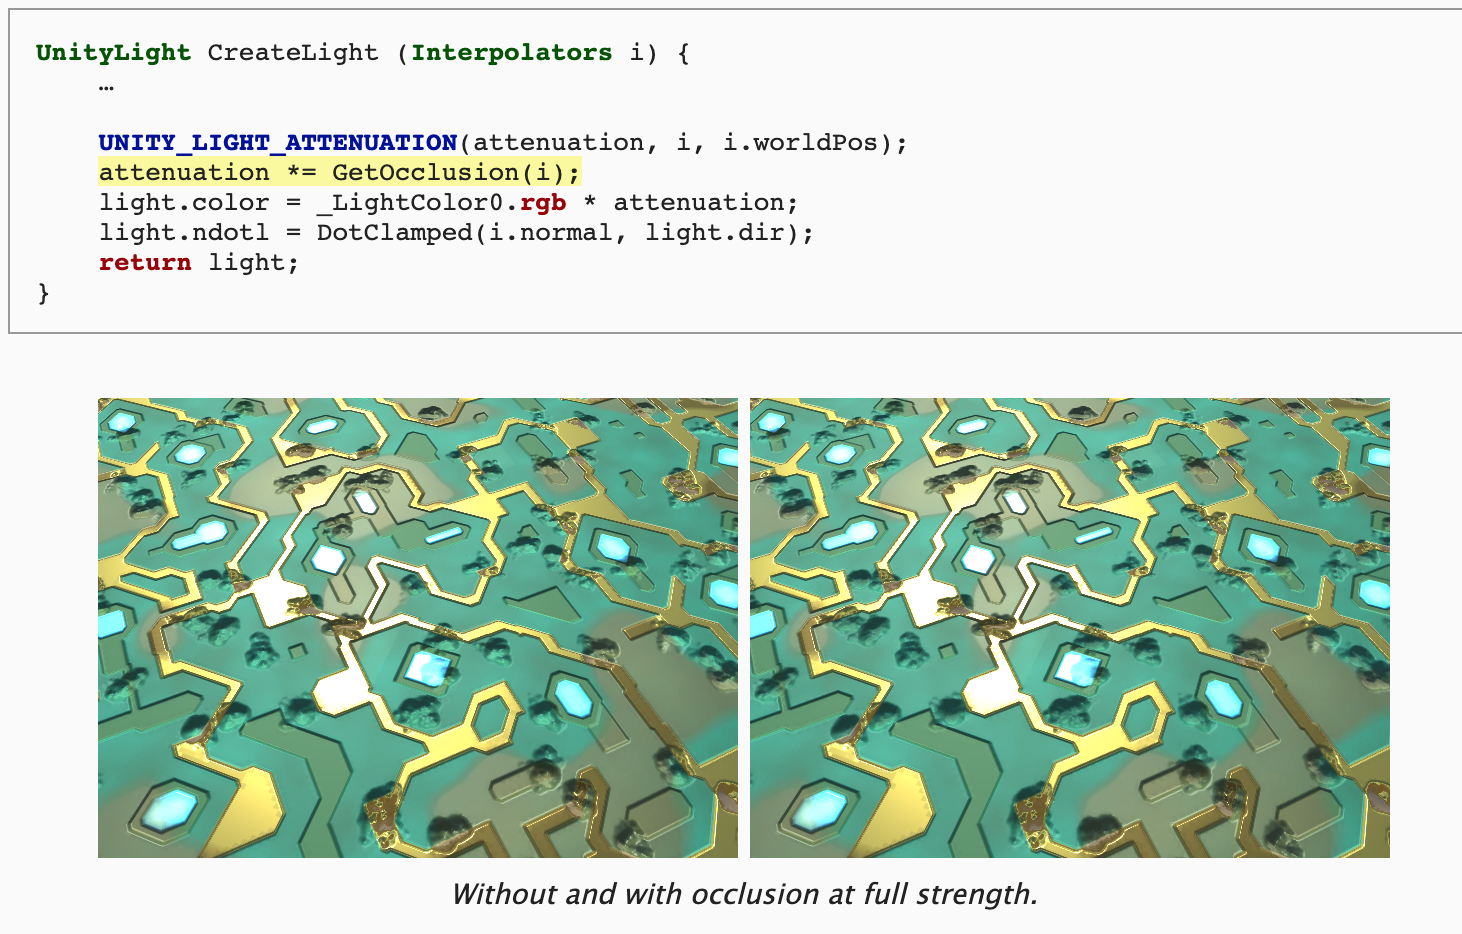 UnityLight CreateLight (Interpolators i) {
…
UNITY_LIGHT_ATTENUATION(attenuation, i, i.worldPos);
attenuation *= GetOcclusion(i);
light.color = _LightColor0.rgb * attenuation;
light.ndotl = DotClamped(i.normal, light.dir);
return light;
}
Without and with occlusion at full strength.